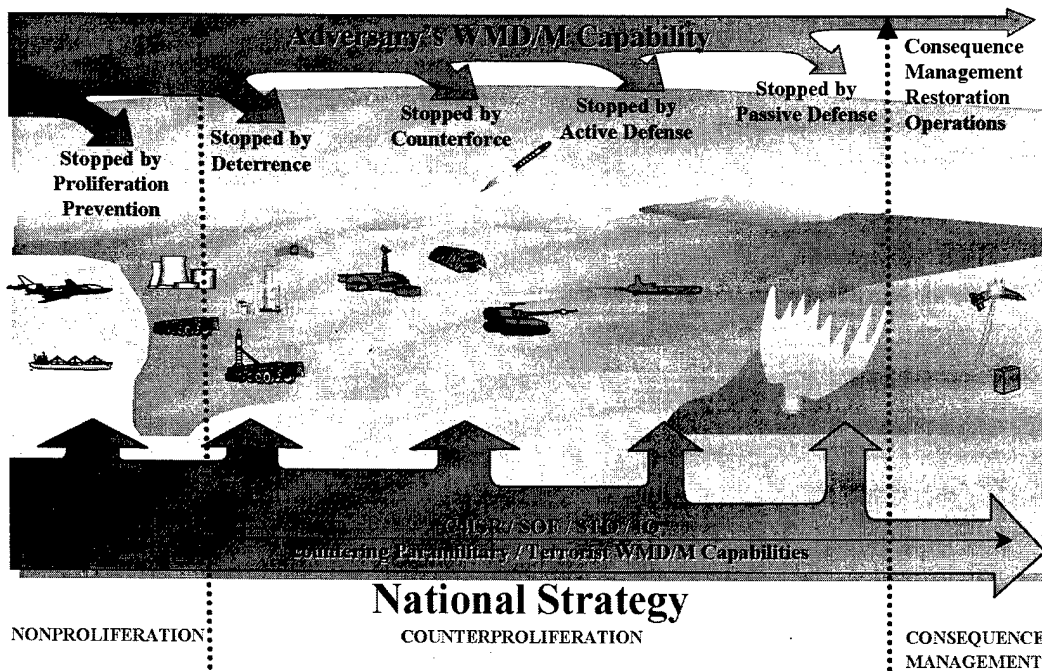 Adversary's WMD/M Capability
Consequence
Management
Restoration
Operations
Stopped by
Passive Defense
Stopped by
Active Defense
Stopped by
Counterforce
Stopped by
Deterrence
Stopped by
Proliferation
Prevention
/ SOF / STO / IO
Countering Paramilitary / Terrorist WMD/M Capabilities
National Strategy
NONPROLIFERATION
COUNTERPROLIFERATION
CONSEQUENCE
MANAGEMENT